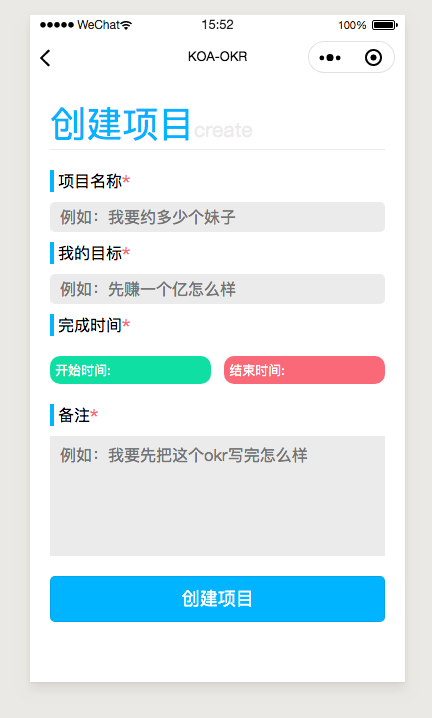 WeChat 15:52 100%
KOA-OKR
创建项目create
项目名称*
例如：我要约多少个妹子
我的目标*
例如：先赚一个亿怎么样
完成时间*
开始时间: 结束时间:
备注*
例如：我要先把这个okr写完怎么样
创建项目